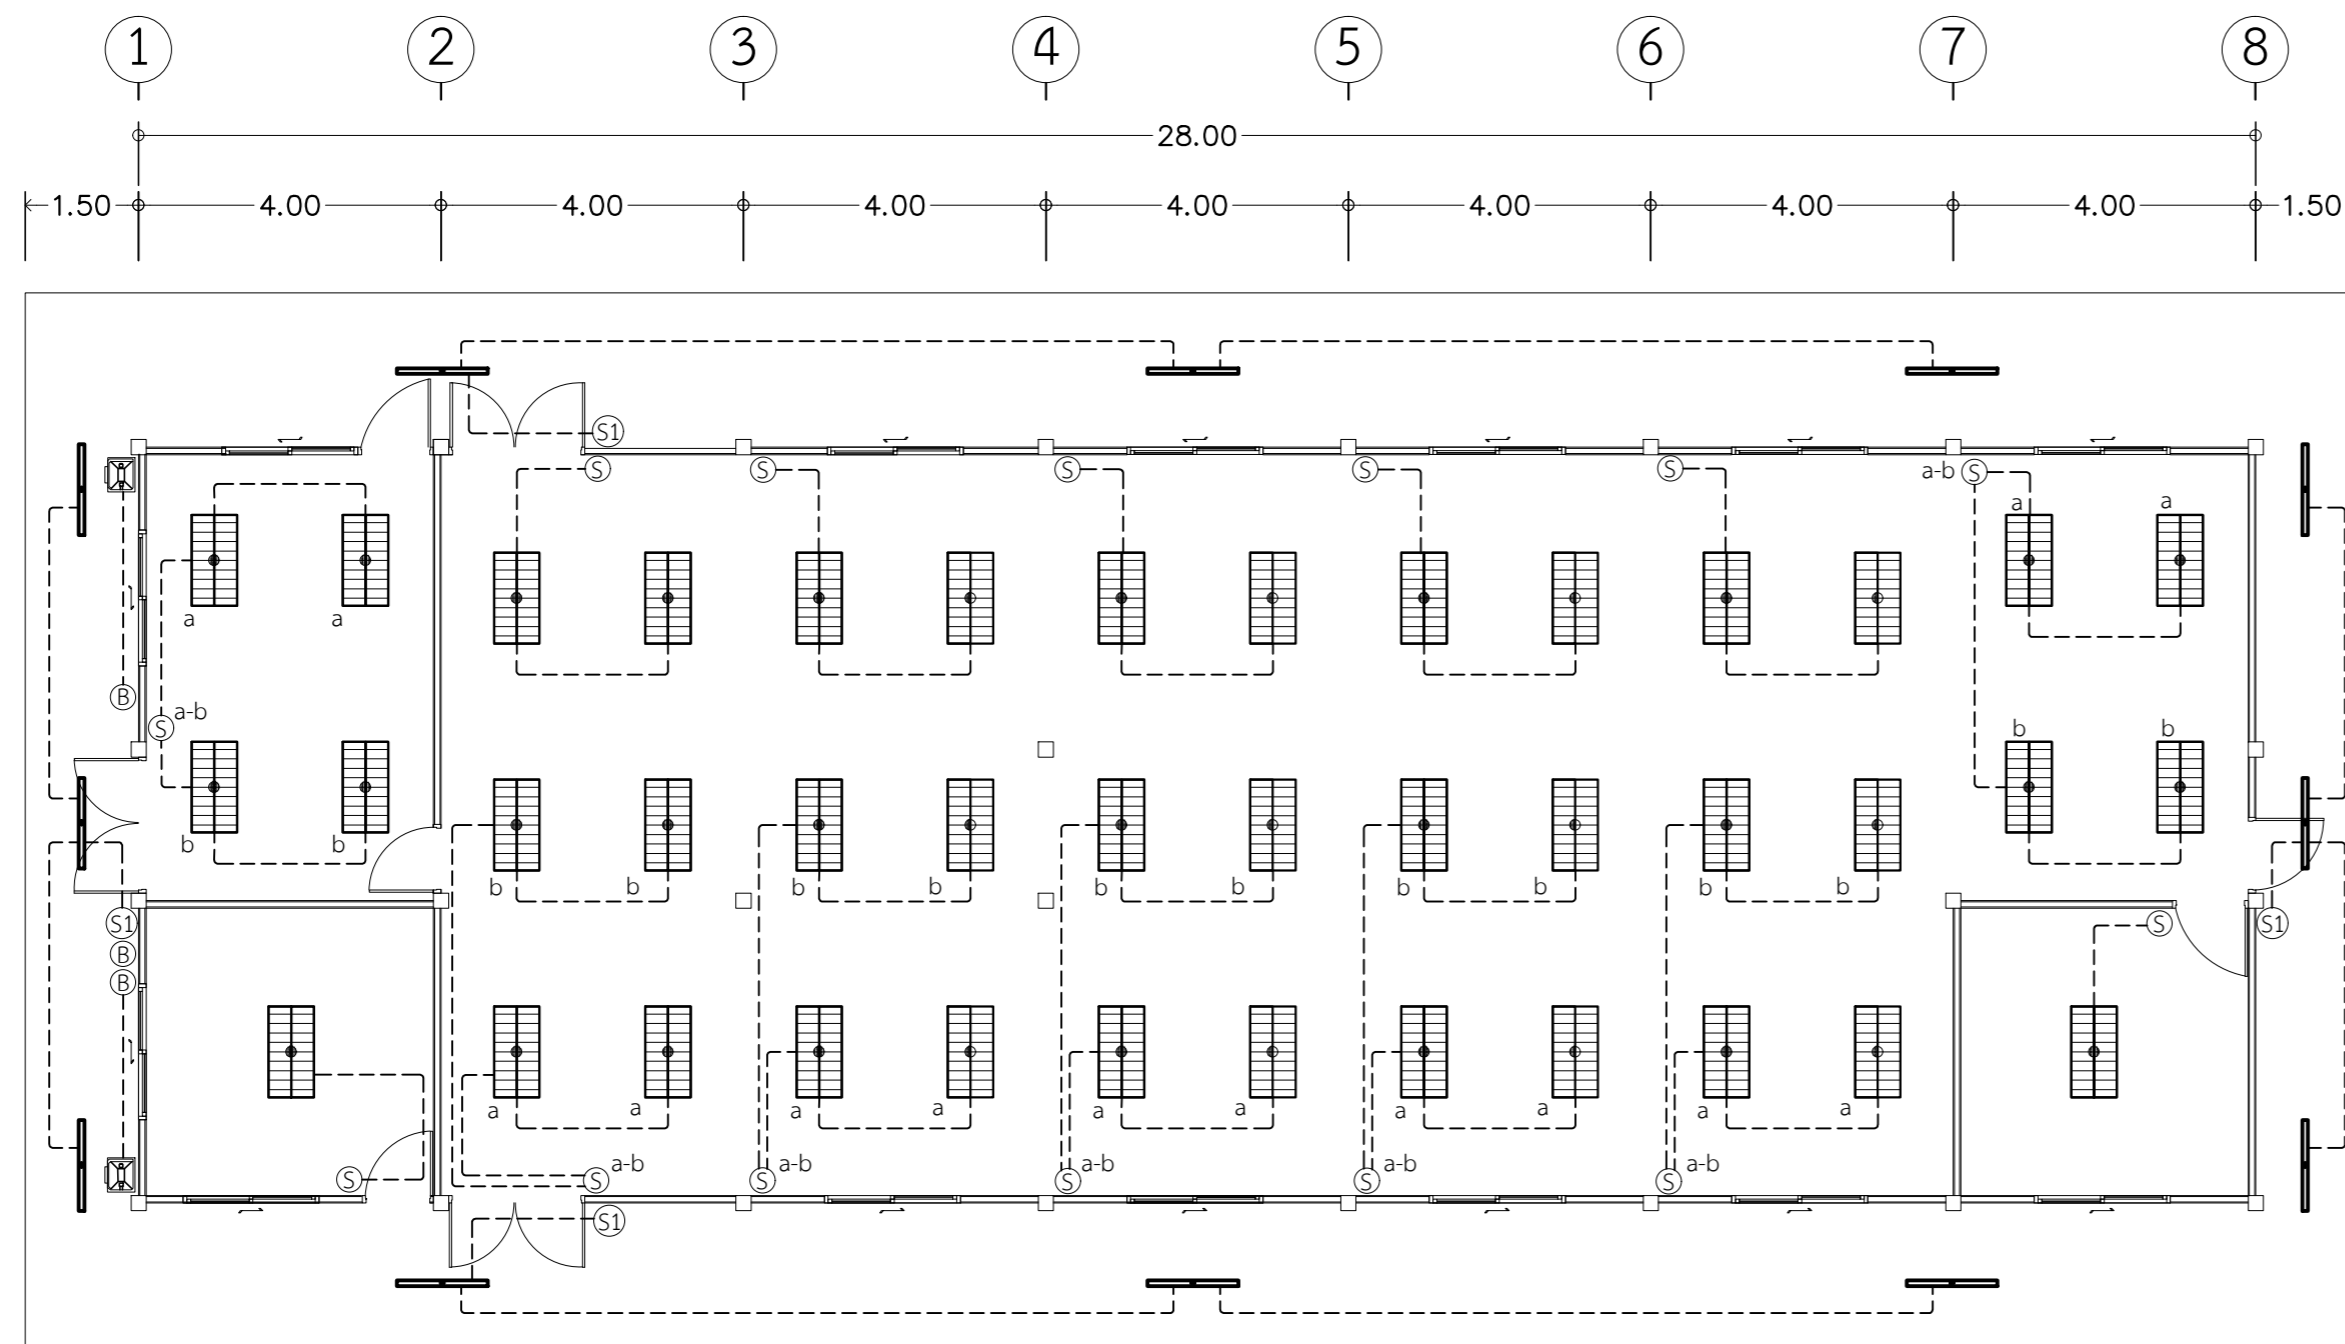 1 2 3 4 5 6 7 8
28.00
1.50 4.00 4.00 4.00 4.00 4.00 4.00 4.00 1.50
S1
S S S S S a-b S
a a
a a
B
a-b
S
b b
b b
b b b b b b b b b b
S1 S S1
B
B
a a a a a a a a a a
a-b a-b a-b a-b a-b
S S S S S S
S1